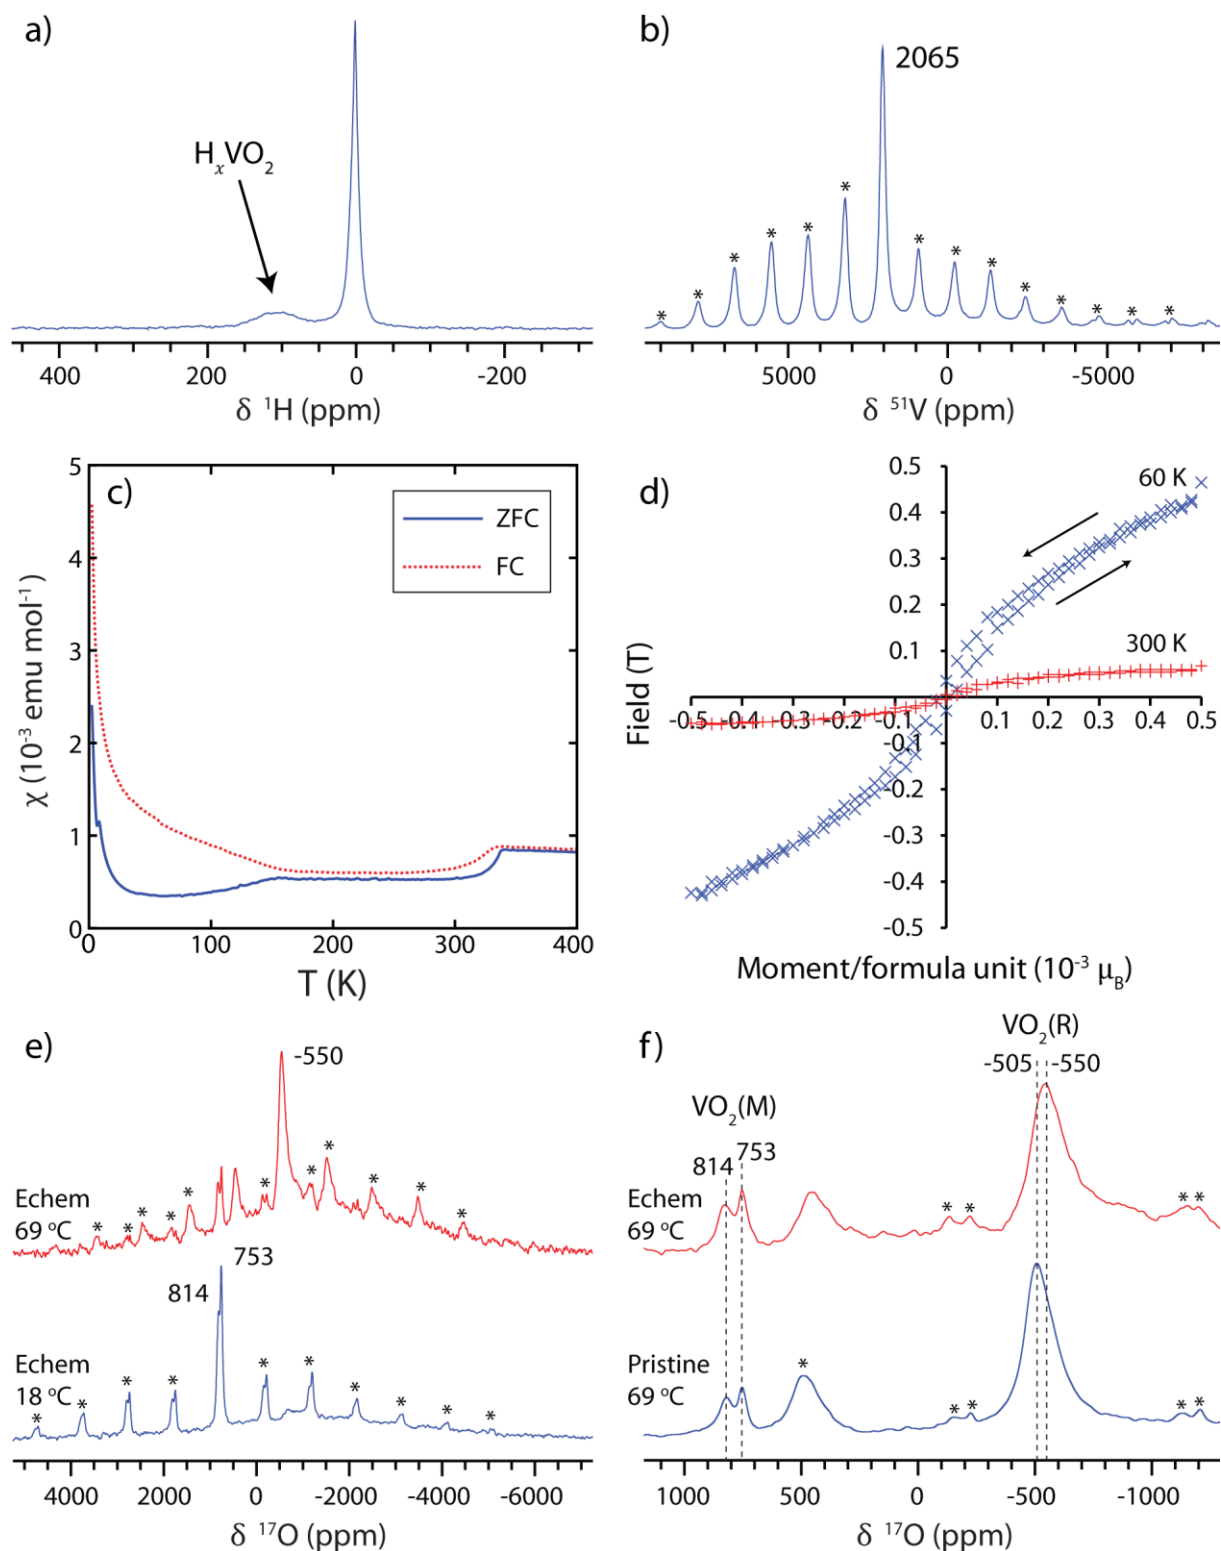 a)
HₓVO₂
400 200 0 -200
δ ¹H (ppm)
b)
2065
* * * * * * * * * * * * * *
5000 0 -5000
δ ⁵¹V (ppm)
c)
ZFC
FC
5
4
3
2
1
0
χ (10⁻³ emu mol⁻¹)
0 100 200 300 400
T (K)
d)
60 K
300 K
0.5
0.4
0.3
0.2
0.1
-0.1
-0.2
-0.3
-0.4
-0.5
Field (T)
-0.5 -0.4 -0.3 -0.2 -0.1 0.1 0.2 0.3 0.4 0.5
Moment/formula unit (10⁻³ μB)
e)
-550
* * * * * * * * * * *
Echem
69 ºC
753
814
* * * * * * * * * *
Echem
18 ºC
4000 2000 0 -2000 -4000 -6000
δ ¹⁷O (ppm)
f)
VO₂(R)
-505 -550
VO₂(M)
814 753
Echem
69 ºC
* * * *
Pristine
69 ºC
* * * * *
1000 500 0 -500 -1000
δ ¹⁷O (ppm)